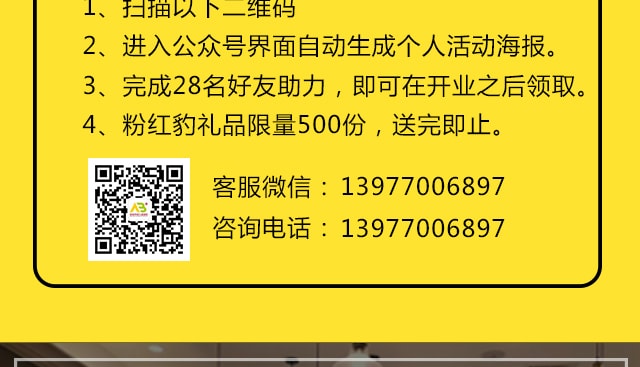 1、扫描以下二维码
2、进入公众号界面自动生成个人活动海报。
3、完成28名好友助力，即可在开业之后领取。
4、粉红豹礼品限量500份，送完即止。
客服微信：13977006897
咨询电话：13977006897